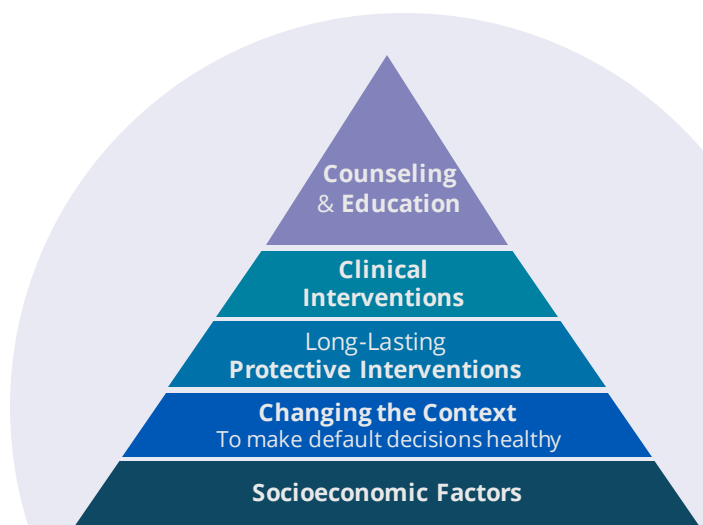 Counseling
& Education
Clinical
Interventions
Long-Lasting
Protective Interventions
Changing the Context
To make default decisions healthy
Socioeconomic Factors